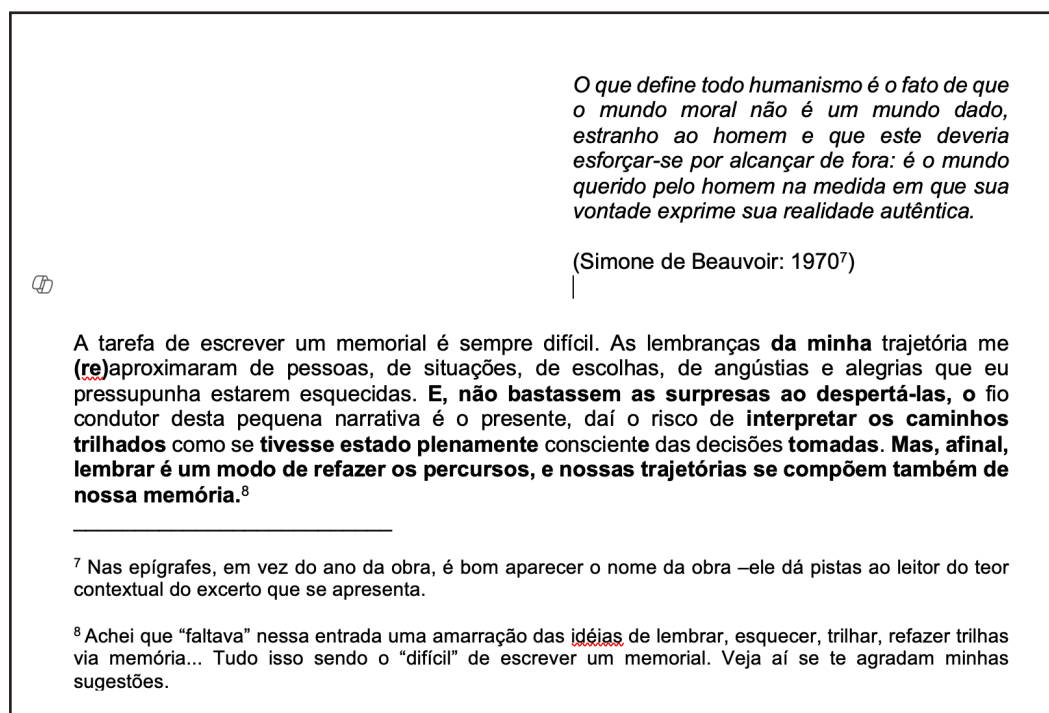 O que define todo humanismo é o fato de que
o mundo moral não é um mundo dado,
estranho ao homem e que este deveria
esforçar-se por alcançar de fora: é o mundo
querido pelo homem na medida em que sua
vontade exprime sua realidade autêntica.
(Simone de Beauvoir: 1970⁷)
A tarefa de escrever um memorial é sempre difícil. As lembranças da minha trajetória me
(re)aproximaram de pessoas, de situações, de escolhas, de angústias e alegrias que eu
pressupunha estarem esquecidas. E, não bastassem as surpresas ao despertá-las, o fio
condutor desta pequena narrativa é o presente, daí o risco de interpretar os caminhos
trilhados como se tivesse estado plenamente consciente das decisões tomadas. Mas, afinal,
lembrar é um modo de refazer os percursos, e nossas trajetórias se compõem também de
nossa memória.⁸
⁷ Nas epígrafes, em vez do ano da obra, é bom aparecer o nome da obra –ele dá pistas ao leitor do teor
contextual do excerto que se apresenta.
⁸ Achei que “faltava” nessa entrada uma amarração das idéias de lembrar, esquecer, trilhar, refazer trilhas
via memória... Tudo isso sendo o “difícil” de escrever um memorial. Veja aí se te agradam minhas
sugestões.